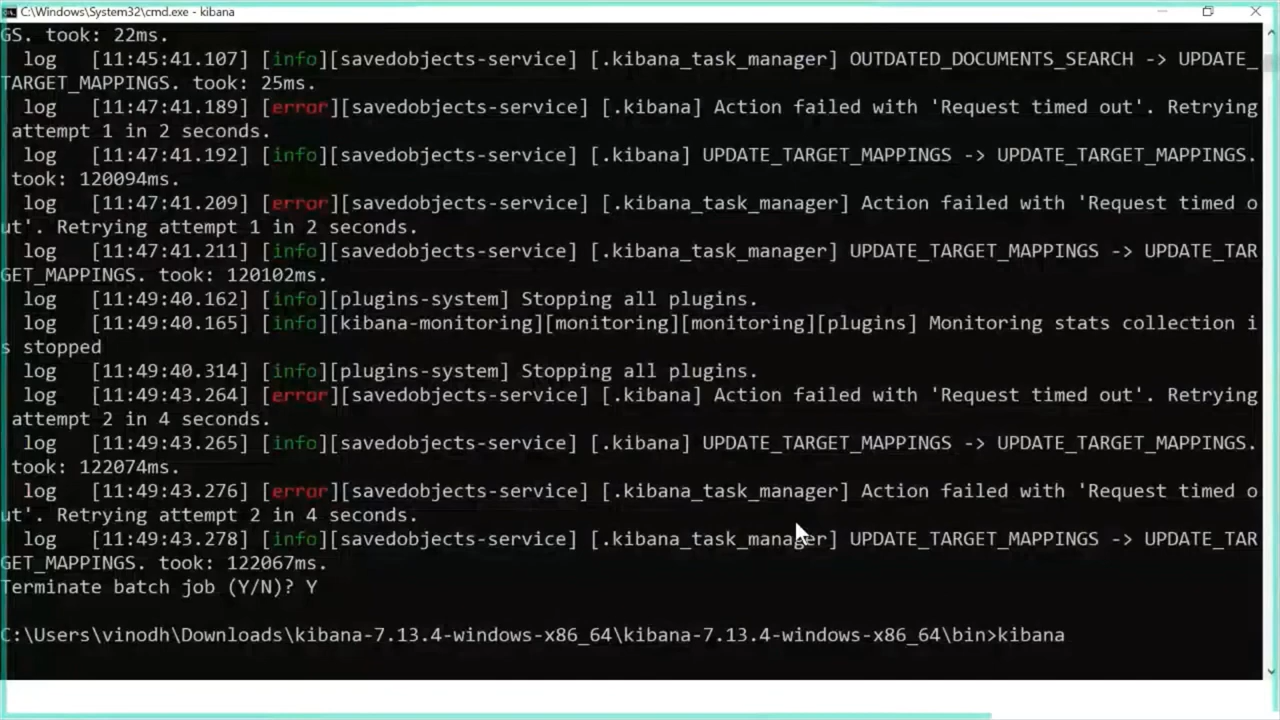 C:\Windows\System32\cmd.exe - kibana
GS. took: 22ms.
log [11:45:41.107] [info][savedobjects-service] [.kibana_task_manager] OUTDATED_DOCUMENTS_SEARCH -> UPDATE_
TARGET_MAPPINGS. took: 25ms.
log [11:47:41.189] [error][savedobjects-service] [.kibana] Action failed with 'Request timed out'. Retrying
attempt 1 in 2 seconds.
log [11:47:41.192] [info][savedobjects-service] [.kibana] UPDATE_TARGET_MAPPINGS -> UPDATE_TARGET_MAPPINGS.
took: 120094ms.
log [11:47:41.209] [error][savedobjects-service] [.kibana_task_manager] Action failed with 'Request timed o
ut'. Retrying attempt 1 in 2 seconds.
log [11:47:41.211] [info][savedobjects-service] [.kibana_task_manager] UPDATE_TARGET_MAPPINGS -> UPDATE_TAR
GET_MAPPINGS. took: 120102ms.
log [11:49:40.162] [info][plugins-system] Stopping all plugins.
log [11:49:40.165] [info][kibana-monitoring][monitoring][monitoring][plugins] Monitoring stats collection i
s stopped
log [11:49:40.314] [info][plugins-system] Stopping all plugins.
log [11:49:43.264] [error][savedobjects-service] [.kibana] Action failed with 'Request timed out'. Retrying
attempt 2 in 4 seconds.
log [11:49:43.265] [info][savedobjects-service] [.kibana] UPDATE_TARGET_MAPPINGS -> UPDATE_TARGET_MAPPINGS.
took: 122074ms.
log [11:49:43.276] [error][savedobjects-service] [.kibana_task_manager] Action failed with 'Request timed o
ut'. Retrying attempt 2 in 4 seconds.
log [11:49:43.278] [info][savedobjects-service] [.kibana_task_manager] UPDATE_TARGET_MAPPINGS -> UPDATE_TAR
GET_MAPPINGS. took: 122067ms.
Terminate batch job (Y/N)? Y
C:\Users\vinodh\Downloads\kibana-7.13.4-windows-x86_64\kibana-7.13.4-windows-x86_64\bin>kibana